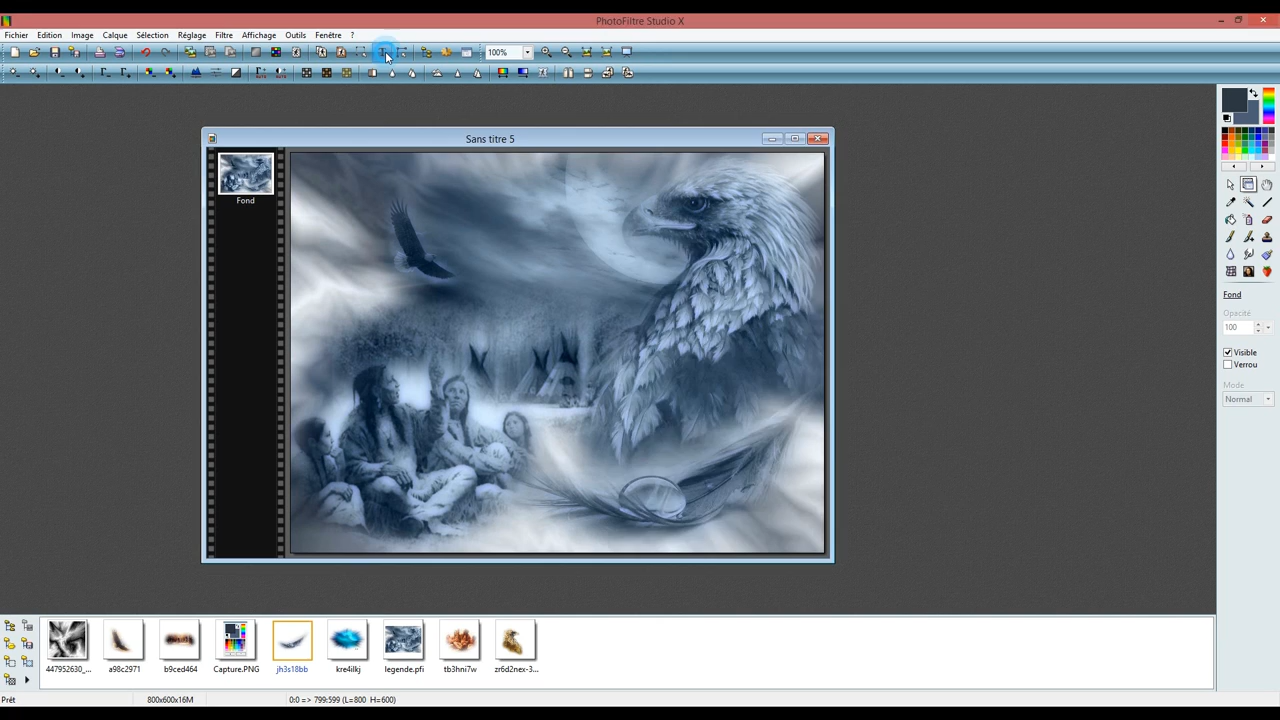 PhotoFiltre Studio X
Fichier Edition Image Calque Sélection Réglage Filtre Affichage Outils Fenêtre ?
100%
Sans titre 5
Fond
Fond
Opacité
100
Visible
Verrou
Mode
Normal
447952630_... a98c2971 b9ced464 Capture.PNG jh3s18bb kre4ilkj legende.pfi tb3hni7w zr6d2nex-3...
Prêt 800x600x16M 0:0 => 799:599 (L=800 H=600)